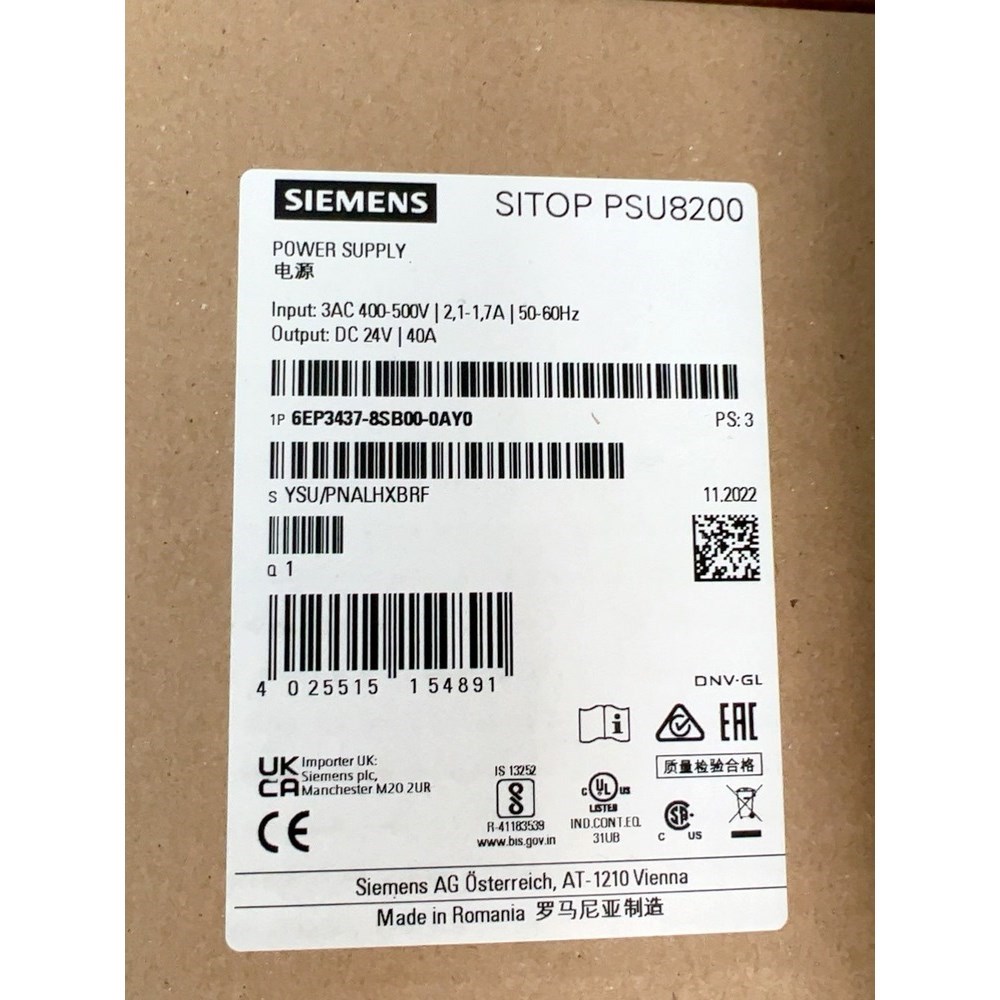 SIEMENS
SITOP PSU8200
POWER SUPPLY
电源
Input: 3AC 400-500V | 2,1-1,7A | 50-60Hz
Output: DC 24V | 40A
1P 6EP3437-8SB00-0AY0
PS: 3
S YSU/PNALHXBRF
11.2022
Q 1
4 025515 154891
DNV·GL
i
EAC
UK
CA
Importer UK:
Siemens plc,
Manchester M20 2UR
质量检验合格
IS 13252
R-41183539
www.bis.gov.in
C UL US
LISTED
IND.CONT.EQ.
31UB
C SP US
CE
Siemens AG Österreich, AT-1210 Vienna
Made in Romania 罗马尼亚制造